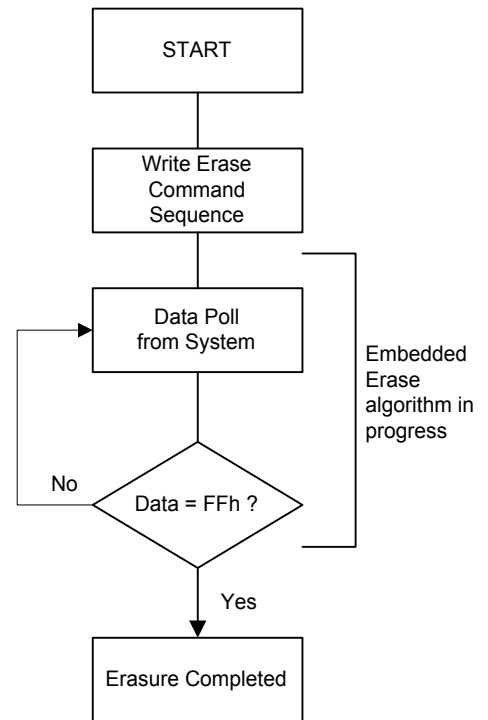 START
Write Erase
Command
Sequence
Data Poll
from System
Embedded
Erase
algorithm in
progress
No
Data = FFh ?
Yes
Erasure Completed